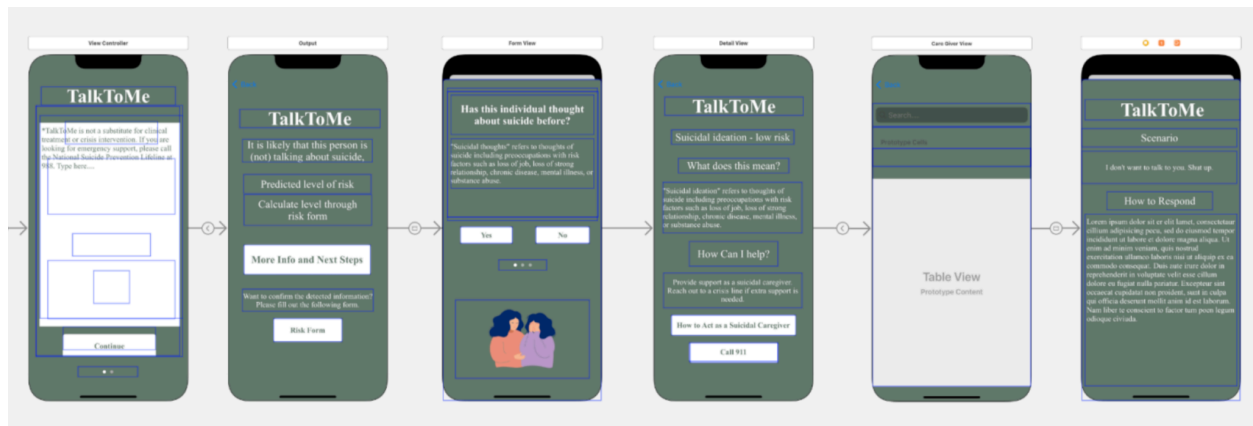 View Controller
TalkToMe
*TalkToMe is not a substitute for clinical
treatment or crisis intervention. If you are
looking for emergency support, please call
the National Suicide Prevention Lifeline at
988. Type here....
Continue
Output
TalkToMe
It is likely that this person is
(not) talking about suicide,
Predicted level of risk
Calculate level through
risk form
More Info and Next Steps
Want to confirm the detected information?
Please fill out the following form.
Risk Form
Form View
Has this individual thought
about suicide before?
"Suicidal thoughts" refers to thoughts of
suicide including preoccupations with risk
factors such as loss of job, loss of strong
relationship, chronic disease, mental illness, or
substance abuse.
Yes
No
Detail View
TalkToMe
Suicidal ideation - low risk
What does this mean?
"Suicidal ideation" refers to thoughts of
suicide including preoccupations with risk
factors such as loss of job, loss of strong
relationship, chronic disease, mental illness,
or substance abuse.
How Can I help?
Provide support as a suicidal caregiver.
Reach out to a crisis line if extra support is
needed.
How to Act as a Suicidal Caregiver
Call 911
Care Giver View
Search...
Prototype Cells
Table View
Prototype Content
TalkToMe
Scenario
I don't want to talk to you. Shut up.
How to Respond
Lorem ipsum dolor sit er elit lamet, consectetaur
cillium adipisicing pecu, sed do eiusmod tempor
incididunt ut labore et dolore magna aliqua. Ut
enim ad minim veniam, quis nostrud
exercitation ullamco laboris nisi ut aliquip ex ea
commodo consequat. Duis aute irure dolor in
reprehenderit in voluptate velit esse cillum
dolore eu fugiat nulla pariatur. Excepteur sint
occaecat cupidatat non proident, sunt in culpa
qui officia deserunt mollit anim id est laborum.
Nam liber te conscient to factor tum poen legum
odioque civiuda.